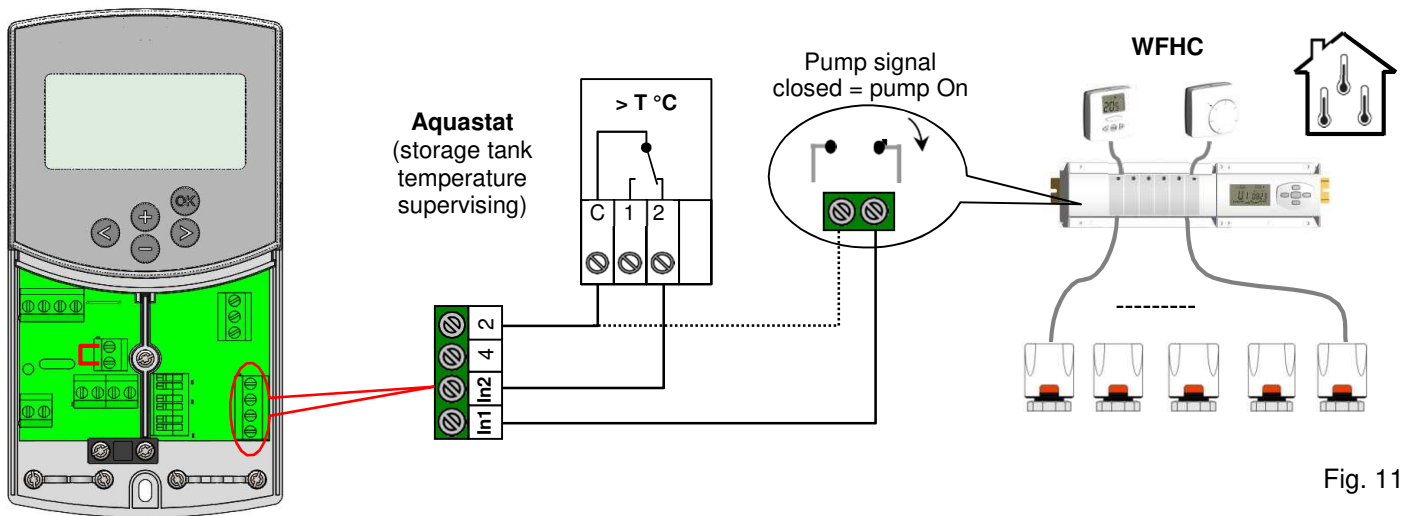 Aquastat
(storage tank
temperature
supervising)
> T °C
C 1 2
Pump signal
closed = pump On
WFHC
20
OK
+
<
>
−
2
4
In2
In1
---------
Fig. 11